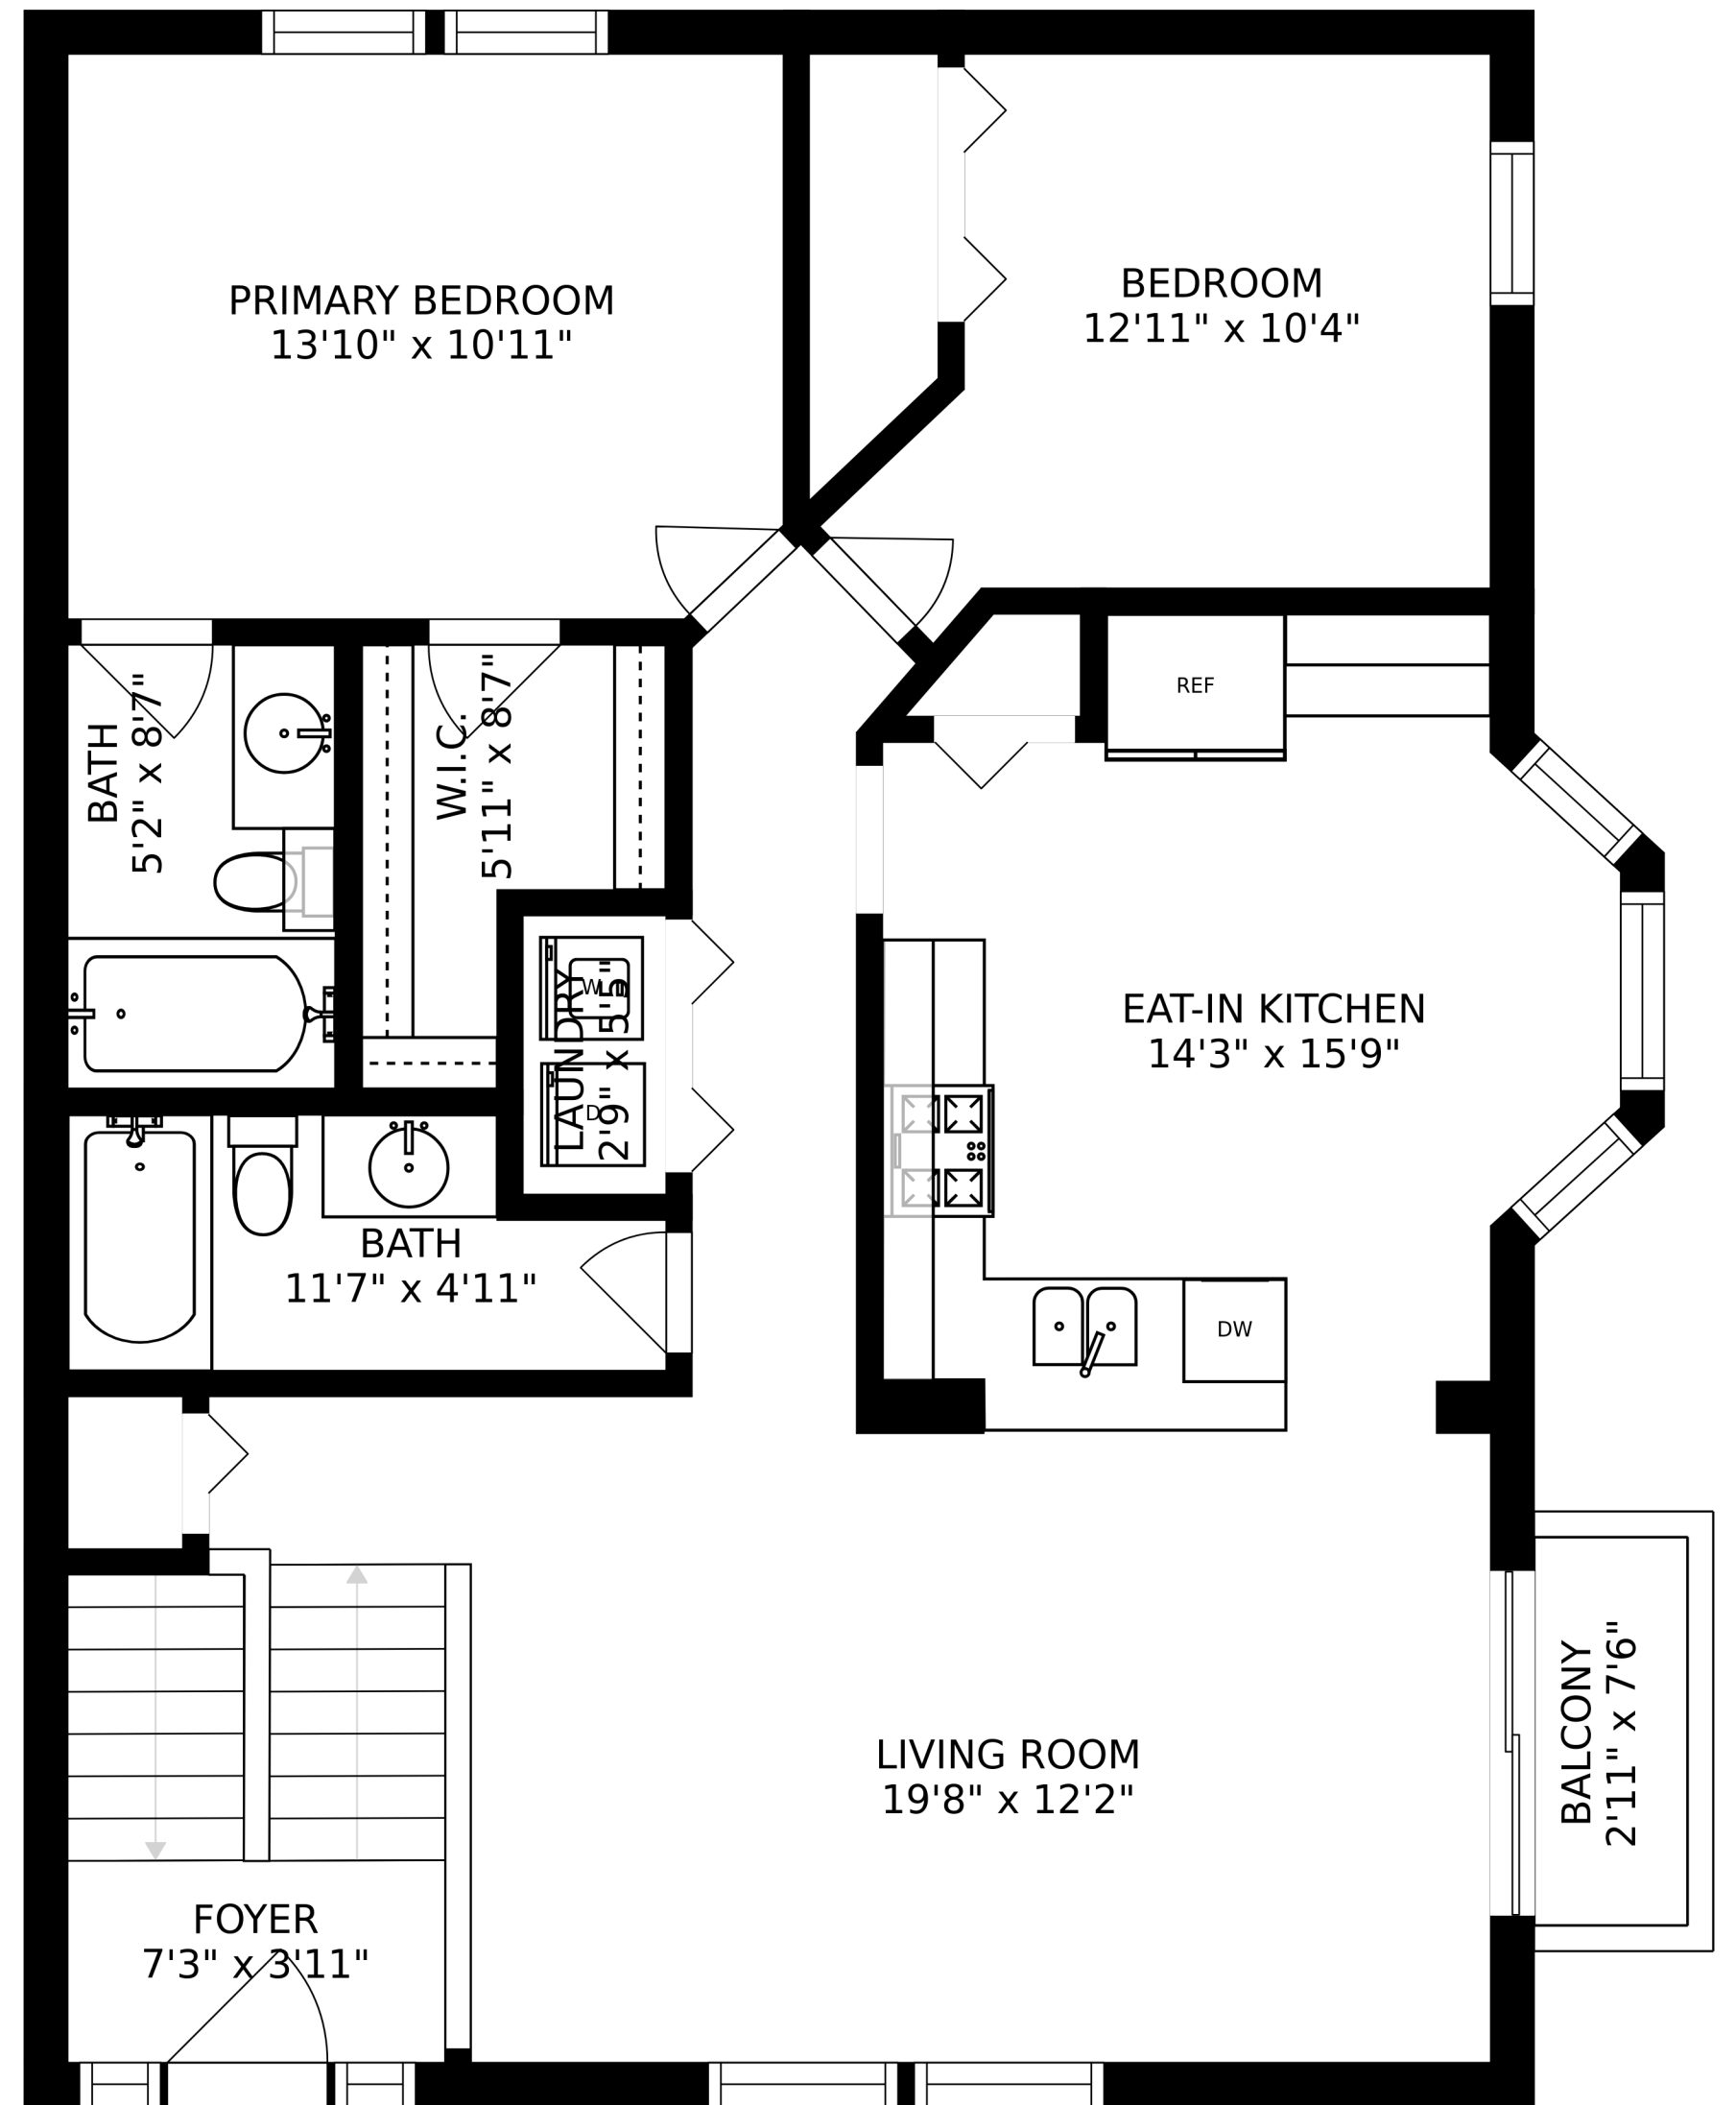 PRIMARY BEDROOM
13'10" x 10'11"
BEDROOM
12'11" x 10'4"
REF
BATH
5'2" x 8'7"
W.I.C.
5'11" x 8'7"
W
D
LAUNDRY
2'9" x 5'5"
EAT-IN KITCHEN
14'3" x 15'9"
BATH
11'7" x 4'11"
DW
LIVING ROOM
19'8" x 12'2"
BALCONY
2'11" x 7'6"
FOYER
7'3" x 3'11"